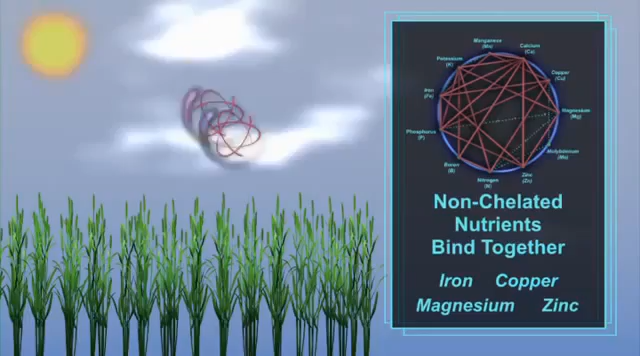 Manganese
(Mn)
Calcium
(Ca)
Potassium
(K)
Copper
(Cu)
Iron
(Fe)
Magnesium
(Mg)
Phosphorus
(P)
Molybdenum
(Mo)
Boron
(B)
Zinc
(Zn)
Nitrogen
(N)
Non-Chelated
Nutrients
Bind Together
Iron Copper
Magnesium Zinc